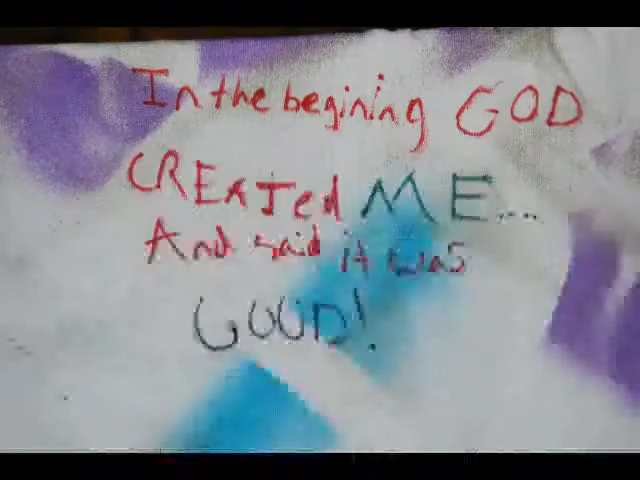 In the begining GOD
CREATed ME...
And said it was
GOOD!